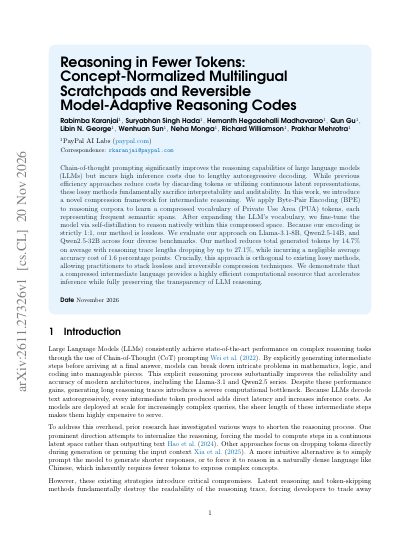 Reasoning in Fewer Tokens:
Concept-Normalized Multilingual
Scratchpads and Reversible
Model-Adaptive Reasoning Codes
Rabimba Karanjai¹, Suryabhan Singh Hada¹, Hemanth Hegadehalli Madhavarao¹, Qun Gu¹,
Libin N. George¹, Wenhuan Sun¹, Neha Monga¹, Richard Williamson¹, Prakhar Mehrotra¹
¹PayPal AI Labs (paypal.com)
Correspondence: rkaranjai@paypal.com
Chain-of-thought prompting significantly improves the reasoning capabilities of large language models
(LLMs) but incurs high inference costs due to lengthy autoregressive decoding. While previous
efficiency approaches reduce costs by discarding tokens or utilizing continuous latent representations,
these lossy methods fundamentally sacrifice interpretability and auditability. In this work, we introduce
a novel compression framework for intermediate reasoning. We apply Byte-Pair Encoding (BPE)
to reasoning corpora to learn a compressed vocabulary of Private Use Area (PUA) tokens, each
representing frequent semantic spans. After expanding the LLM's vocabulary, we fine-tune the
model via self-distillation to reason natively within this compressed space. Because our encoding is
strictly 1:1, our method is lossless. We evaluate our approach on Llama-3.1-8B, Qwen2.5-14B, and
Qwen2.5-32B across four diverse benchmarks. Our method reduces total generated tokens by 14.7%
on average with reasoning trace lengths dropping by up to 27.1%, while incurring a negligible average
accuracy cost of 1.6 percentage points. Crucially, this approach is orthogonal to existing lossy methods,
allowing practitioners to stack lossless and irreversible compression techniques. We demonstrate that
a compressed intermediate language provides a highly efficient computational resource that accelerates
inference while fully preserving the transparency of LLM reasoning.
Date November 2026
arXiv:2611.27326v1 [cs.CL] 20 Nov 2026
1 Introduction
Large Language Models (LLMs) consistently achieve state-of-the-art performance on complex reasoning tasks
through the use of Chain-of-Thought (CoT) prompting Wei et al. (2022). By explicitly generating intermediate
steps before arriving at a final answer, models can break down intricate problems in mathematics, logic, and
coding into manageable pieces. This explicit reasoning process substantially improves the reliability and
accuracy of modern architectures, including the Llama-3.1 and Qwen2.5 series. Despite these performance
gains, generating long reasoning traces introduces a severe computational bottleneck. Because LLMs decode
text autoregressively, every intermediate token produced adds direct latency and increases inference costs. As
models are deployed at scale for increasingly complex queries, the sheer length of these intermediate steps
makes them highly expensive to serve.
To address this overhead, prior research has investigated various ways to shorten the reasoning process. One
prominent direction attempts to internalize the reasoning, forcing the model to compute steps in a continuous
latent space rather than outputting text Hao et al. (2024). Other approaches focus on dropping tokens directly
during generation or pruning the input context Xia et al. (2025). A more intuitive alternative is to simply
prompt the model to generate shorter responses, or to force it to reason in a naturally dense language like
Chinese, which inherently requires fewer tokens to express complex concepts.
However, these existing strategies introduce critical compromises. Latent reasoning and token-skipping
methods fundamentally destroy the readability of the reasoning trace, forcing developers to trade away
1